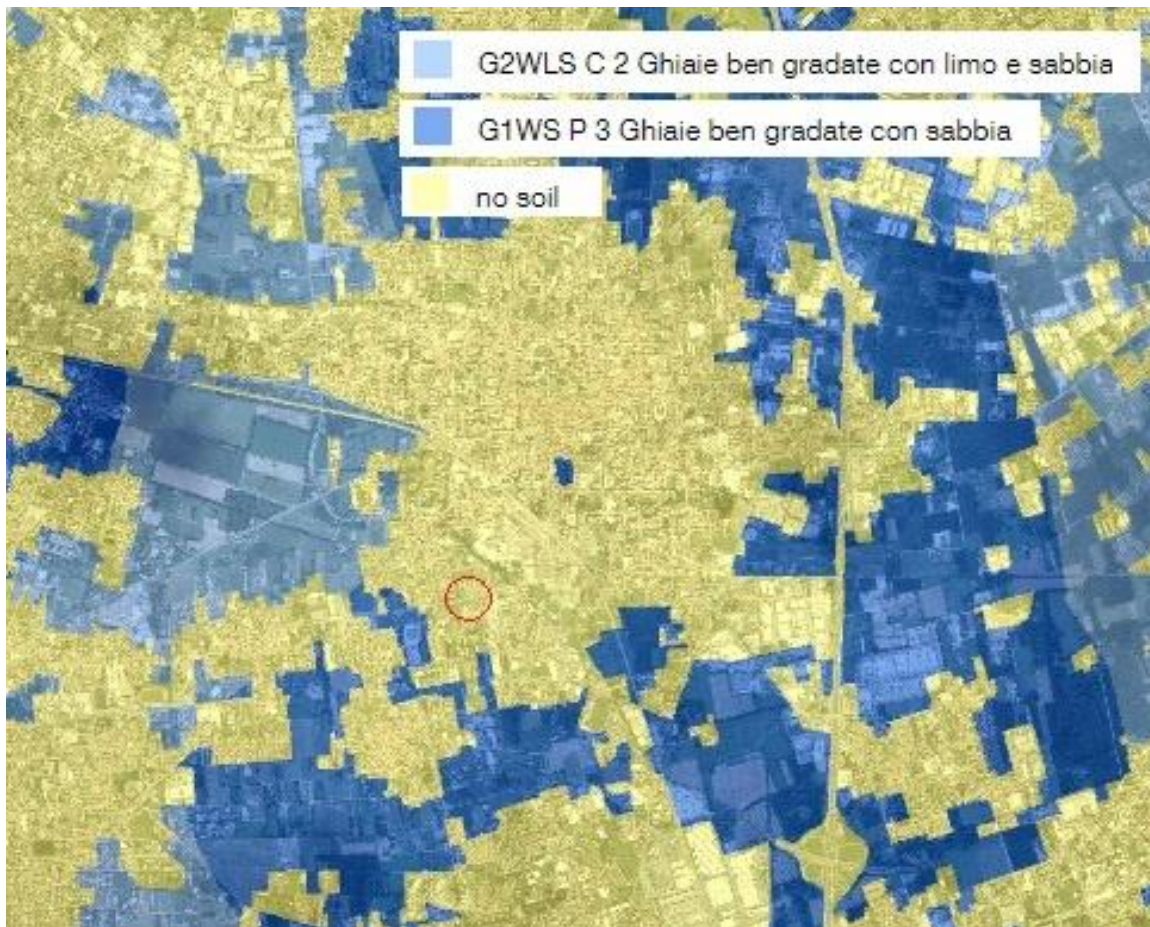 G2WLS C 2 Ghiaie ben gradate con limo e sabbia
G1WS P 3 Ghiaie ben gradate con sabbia
no soil